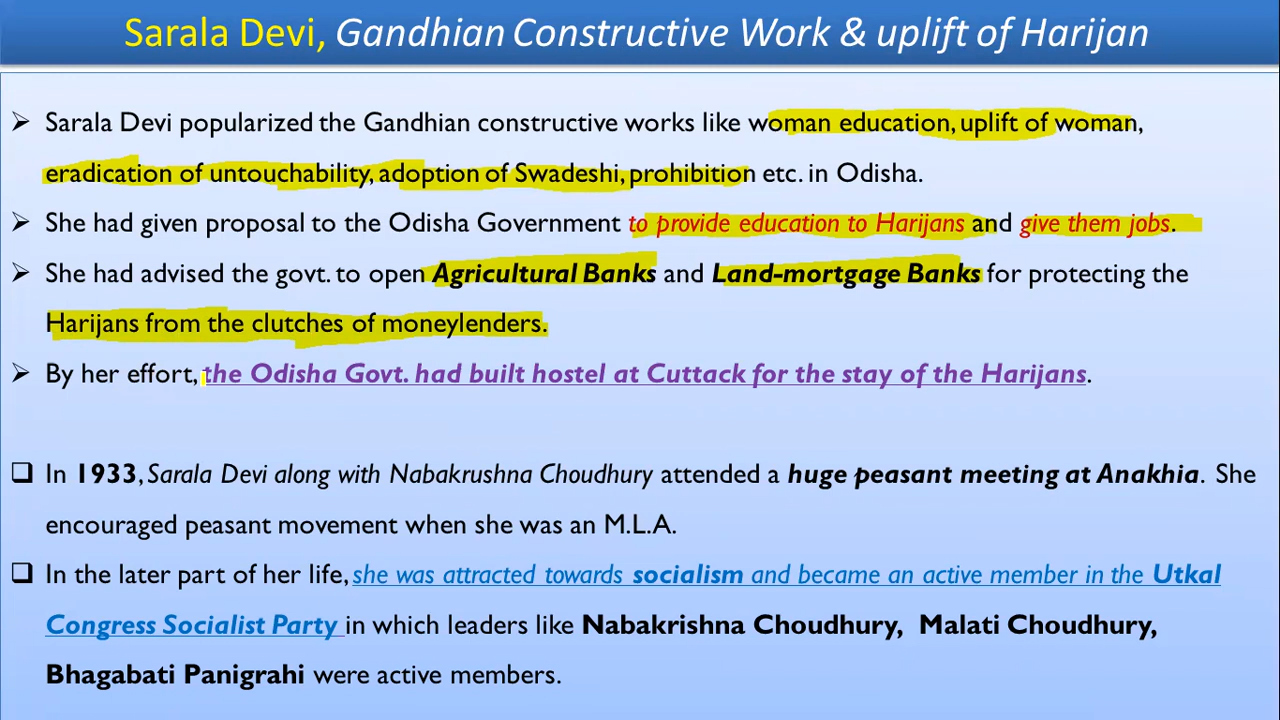 Sarala Devi, Gandhian Constructive Work & uplift of Harijan
➢ Sarala Devi popularized the Gandhian constructive works like woman education, uplift of woman,
eradication of untouchability, adoption of Swadeshi, prohibition etc. in Odisha.
➢ She had given proposal to the Odisha Government to provide education to Harijans and give them jobs.
➢ She had advised the govt. to open Agricultural Banks and Land-mortgage Banks for protecting the
Harijans from the clutches of moneylenders.
➢ By her effort, the Odisha Govt. had built hostel at Cuttack for the stay of the Harijans.
❑ In 1933, Sarala Devi along with Nabakrushna Choudhury attended a huge peasant meeting at Anakhia. She
encouraged peasant movement when she was an M.L.A.
❑ In the later part of her life, she was attracted towards socialism and became an active member in the Utkal
Congress Socialist Party in which leaders like Nabakrishna Choudhury, Malati Choudhury,
Bhagabati Panigrahi were active members.